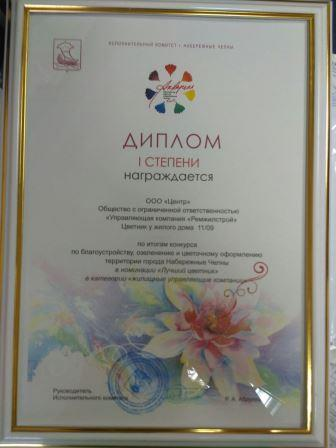 ИСПОЛНИТЕЛЬНЫЙ КОМИТЕТ г. НАБЕРЕЖНЫЕ ЧЕЛНЫ
ДИПЛОМ
I СТЕПЕНИ
награждается
ООО «Центр»
Общество с ограниченной ответственностью
«Управляющая компания «Ремжилстрой»
Цветник у жилого дома 11/09
по итогам конкурса
по благоустройству, озеленению и цветочному оформлению
территории города Набережные Челны
в номинации «Лучший цветник»
в категории «жилищные управляющие компании»
Руководитель
Исполнительного комитета